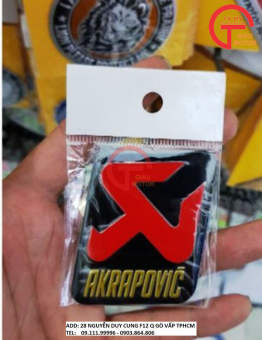 AKRAPOVIČ
ADD: 28 NGUYỄN DUY CUNG F12 Q GÒ VẤP TPHCM
TEL: 09.111.99996 - 0903.864.806